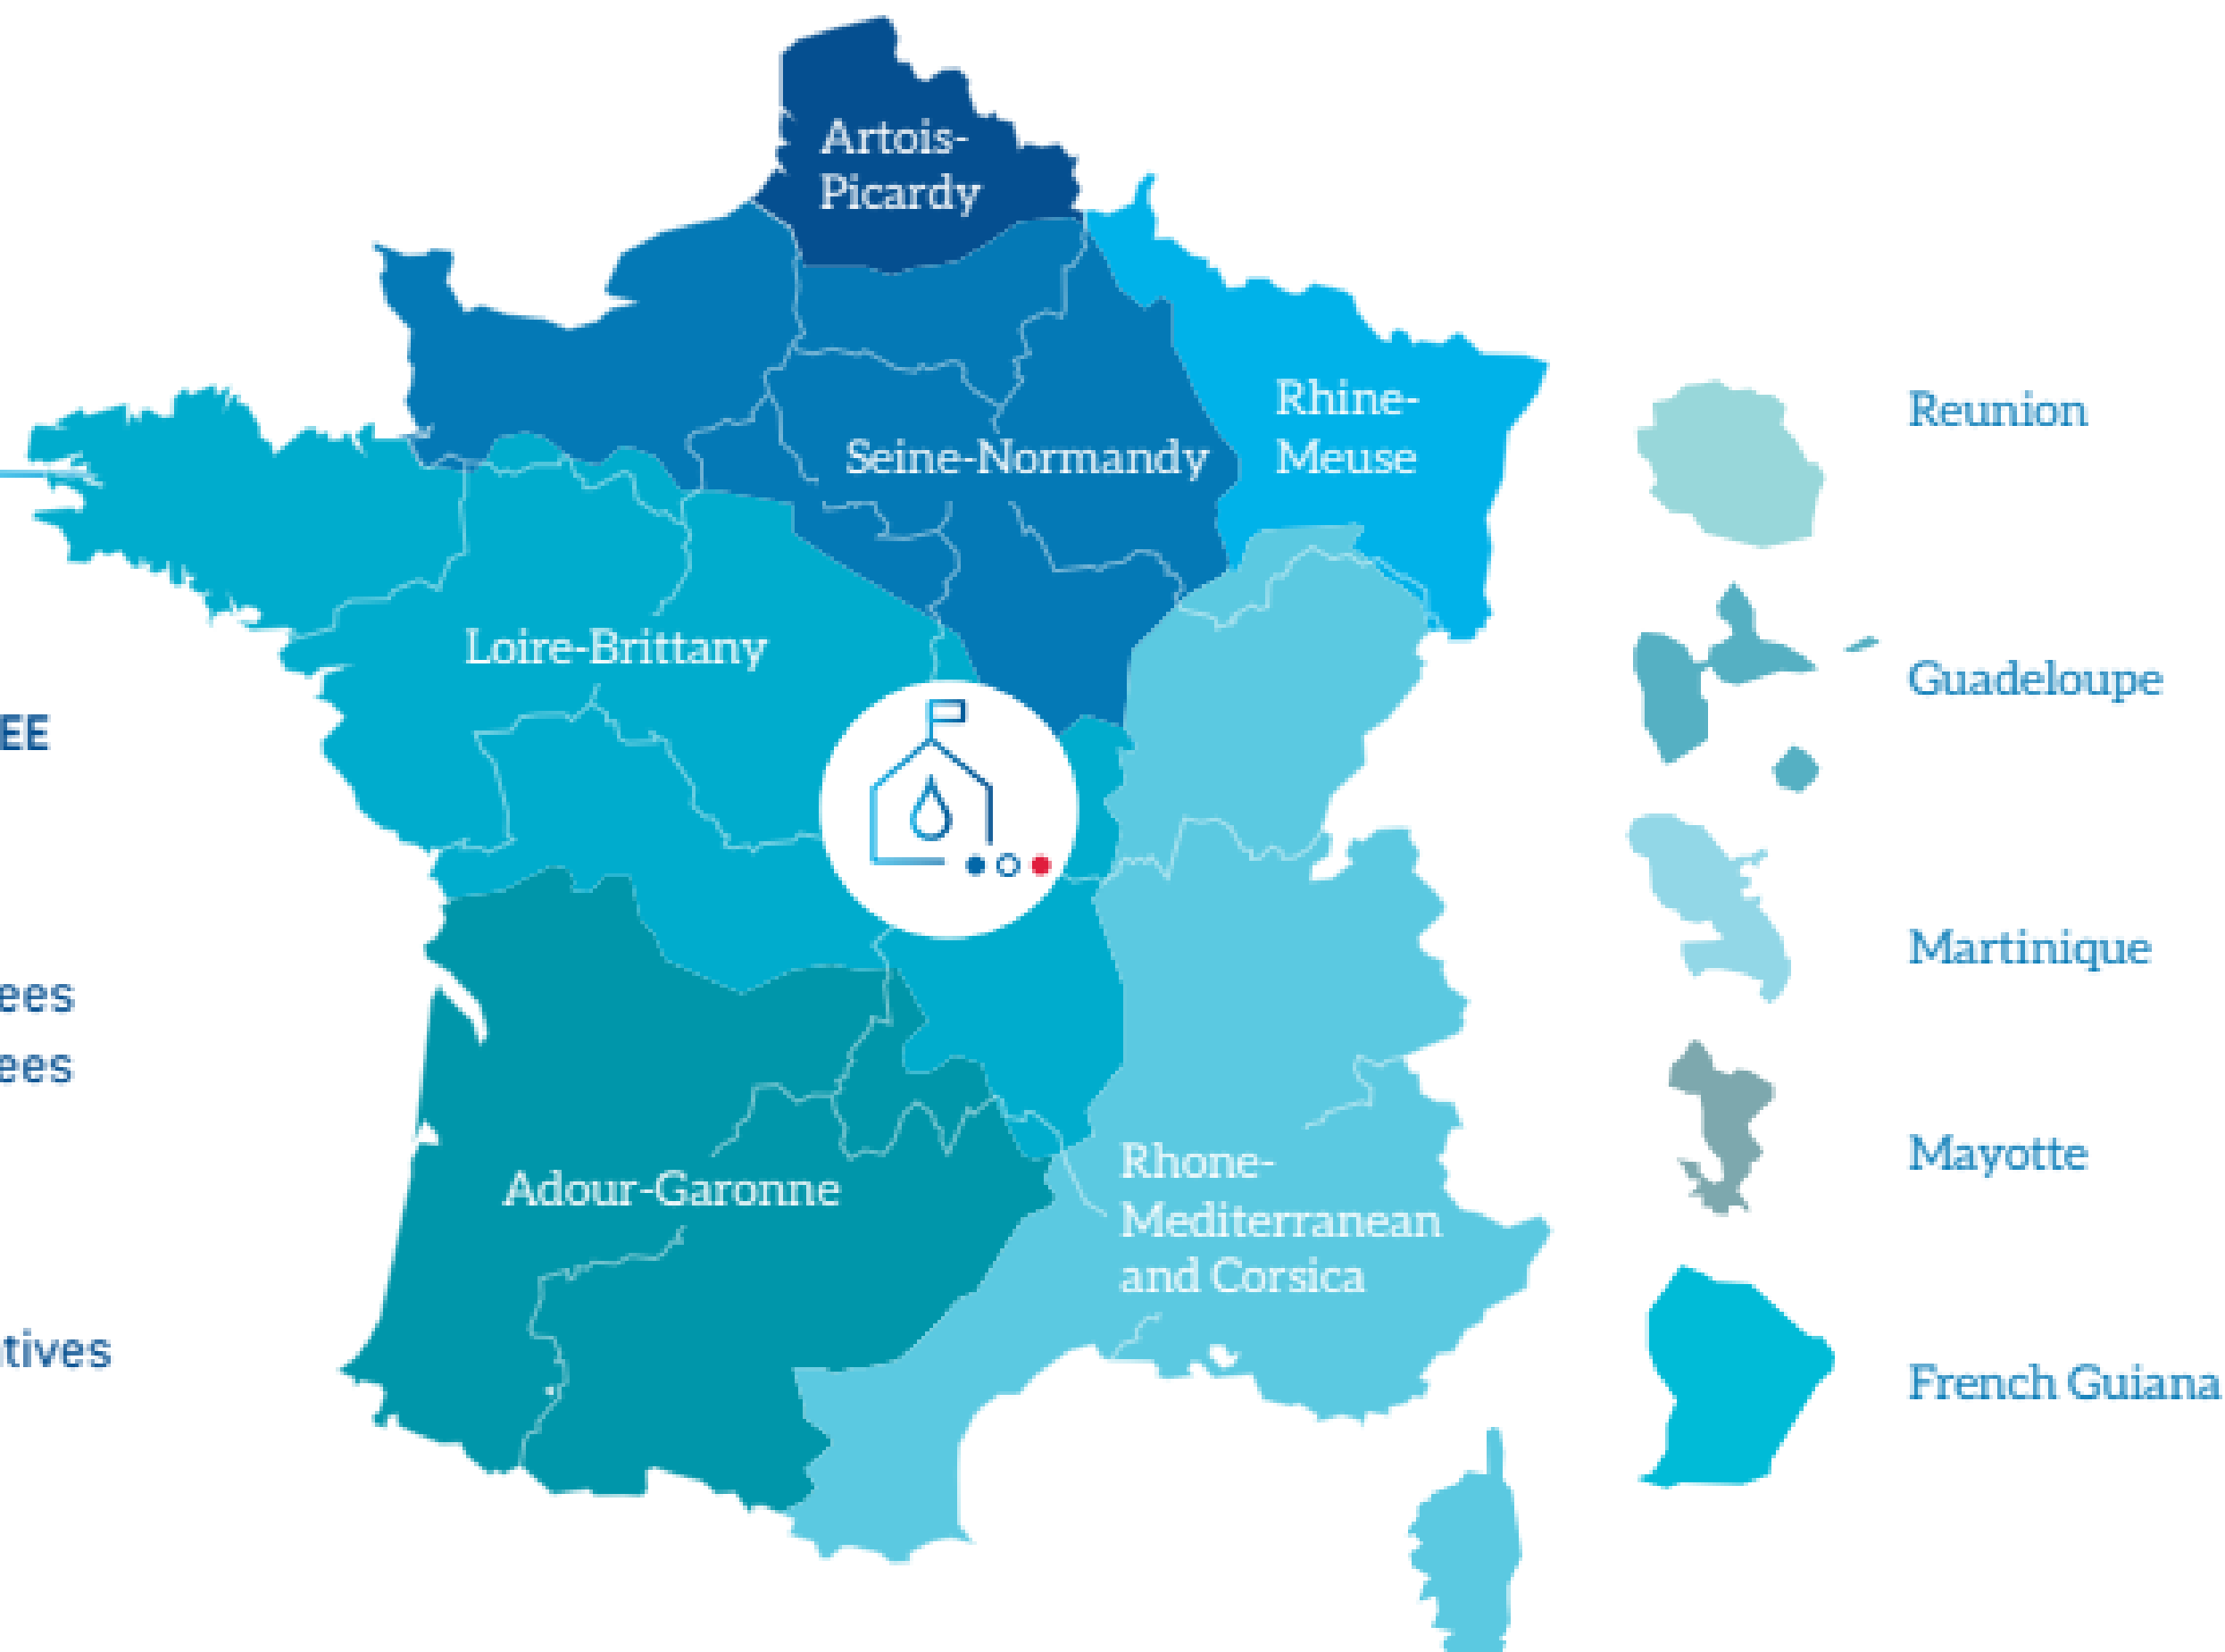 Artois-
Picardy
Rhine-
Meuse
Seine-Normandy
Loire-Brittany
Adour-Garonne
Rhone-
Mediterranean
and Corsica
Reunion
Guadeloupe
Martinique
Mayotte
French Guiana
EE
ees
ees
tives